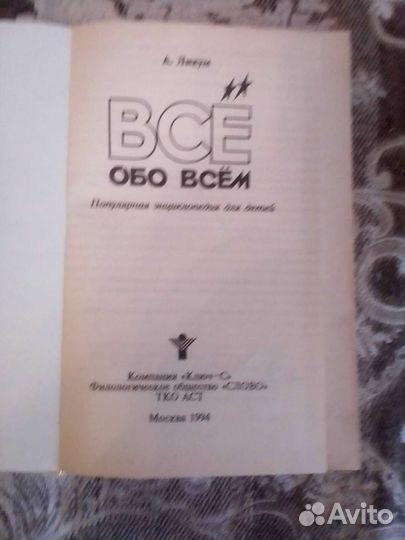 А. Ликум
ВСЁ
ОБО ВСЁМ
Популярная энциклопедия для детей
Компания «Ключ-С»
Филологическое общество «СЛОВО»
ТКО АСТ
Москва 1994
Avito